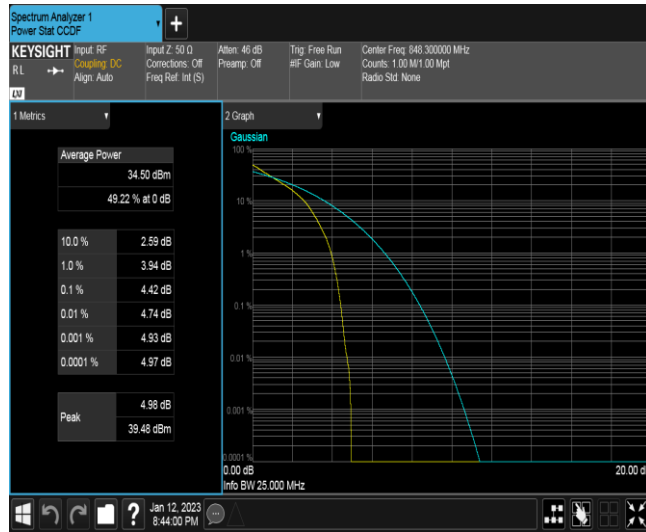 Spectrum Analyzer 1
Power Stat CCDF
+
KEYSIGHT
RL
LXI
Input: RF
Coupling: DC
Align: Auto
Input Z: 50 Ω
Corrections: Off
Freq Ref: Int (S)
Atten: 46 dB
Preamp: Off
Trig: Free Run
#IF Gain: Low
Center Freq: 848.300000 MHz
Counts: 1.00 M/1.00 Mpt
Radio Std: None
1 Metrics
Average Power
34.50 dBm
49.22 % at 0 dB
10.0 % 2.59 dB
1.0 % 3.94 dB
0.1 % 4.42 dB
0.01 % 4.74 dB
0.001 % 4.93 dB
0.0001 % 4.97 dB
Peak
4.98 dB
39.48 dBm
2 Graph
Gaussian
100 %
10 %
1 %
0.1 %
0.01 %
0.001 %
0.0001 %
0.00 dB
20.00 d
Info BW 25.000 MHz
?
Jan 12, 2023
8:44:00 PM